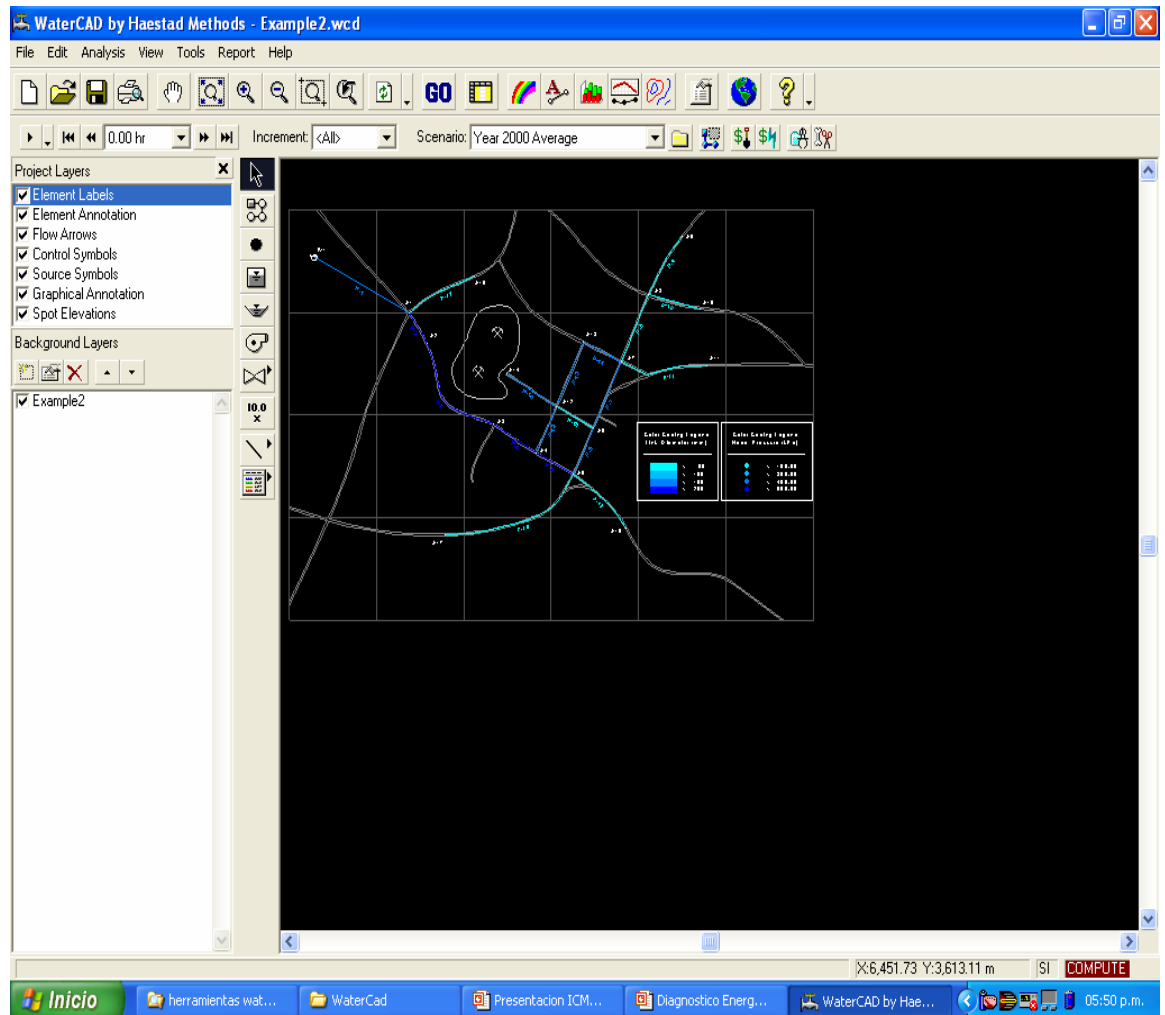 WaterCAD by Haestad Methods - Example2.wcd
File Edit Analysis View Tools Report Help
GO
0.00 hr Increment: <All> Scenario: Year 2000 Average
Project Layers
Element Labels
Element Annotation
Flow Arrows
Control Symbols
Source Symbols
Graphical Annotation
Spot Elevations
Background Layers
Example2
10.0
x
X:6,451.73 Y:3,613.11 m SI COMPUTE
Inicio herramientas wat... WaterCad Presentacion ICM... Diagnostico Energ... WaterCAD by Hae... 05:50 p.m.